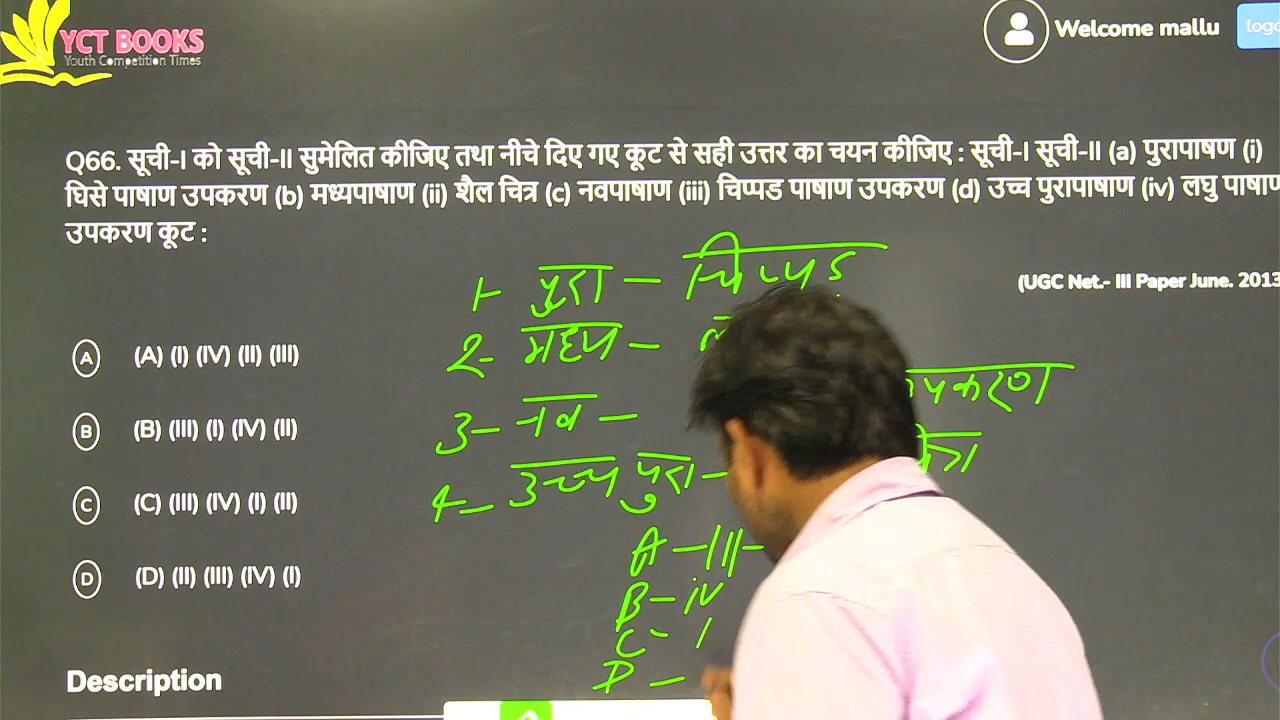 YCT BOOKS
Youth Competition Times
Welcome mallu
logo
Q66. सूची-I को सूची-II सुमेलित कीजिए तथा नीचे दिए गए कूट से सही उत्तर का चयन कीजिए : सूची-I सूची-II (a) पुरापाषण (i)
घिसे पाषाण उपकरण (b) मध्यपाषाण (ii) शैल चित्र (c) नवपाषाण (iii) चिप्पड पाषाण उपकरण (d) उच्च पुरापाषाण (iv) लघु पाषाण
उपकरण कूट :
(UGC Net.- III Paper June. 2013
1- पुरा - चिप्पड
2- मध्य -
3- नव - उपकरण
4- उच्च पुरा - चित्र
A (A) (I) (IV) (II) (III)
B (B) (III) (I) (IV) (II)
C (C) (III) (IV) (I) (II)
D (D) (II) (III) (IV) (I)
A - III -
B - iv
C - I
D -
Description